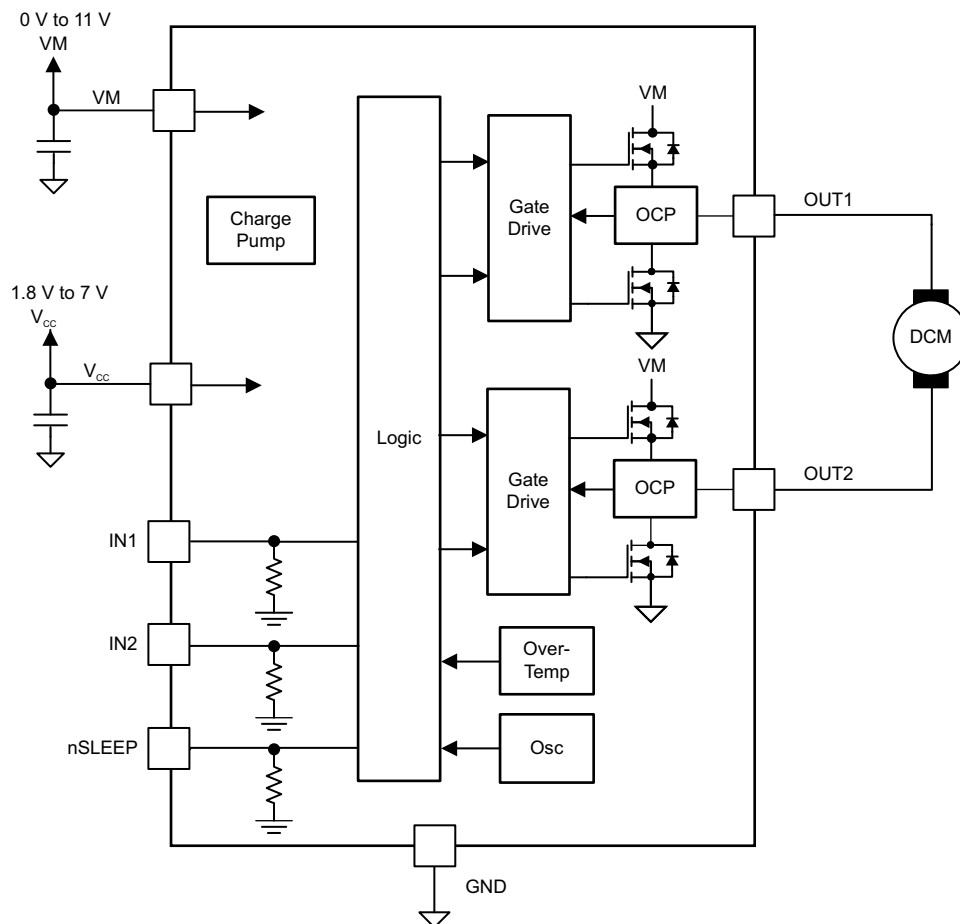 0 V to 11 V
VM
VM
VM
Charge
Pump
Gate
Drive
OCP
OUT1
1.8 V to 7 V
VCC
VCC
DCM
VM
Logic
Gate
Drive
OCP
OUT2
IN1
IN2
Over-
Temp
nSLEEP
Osc
GND